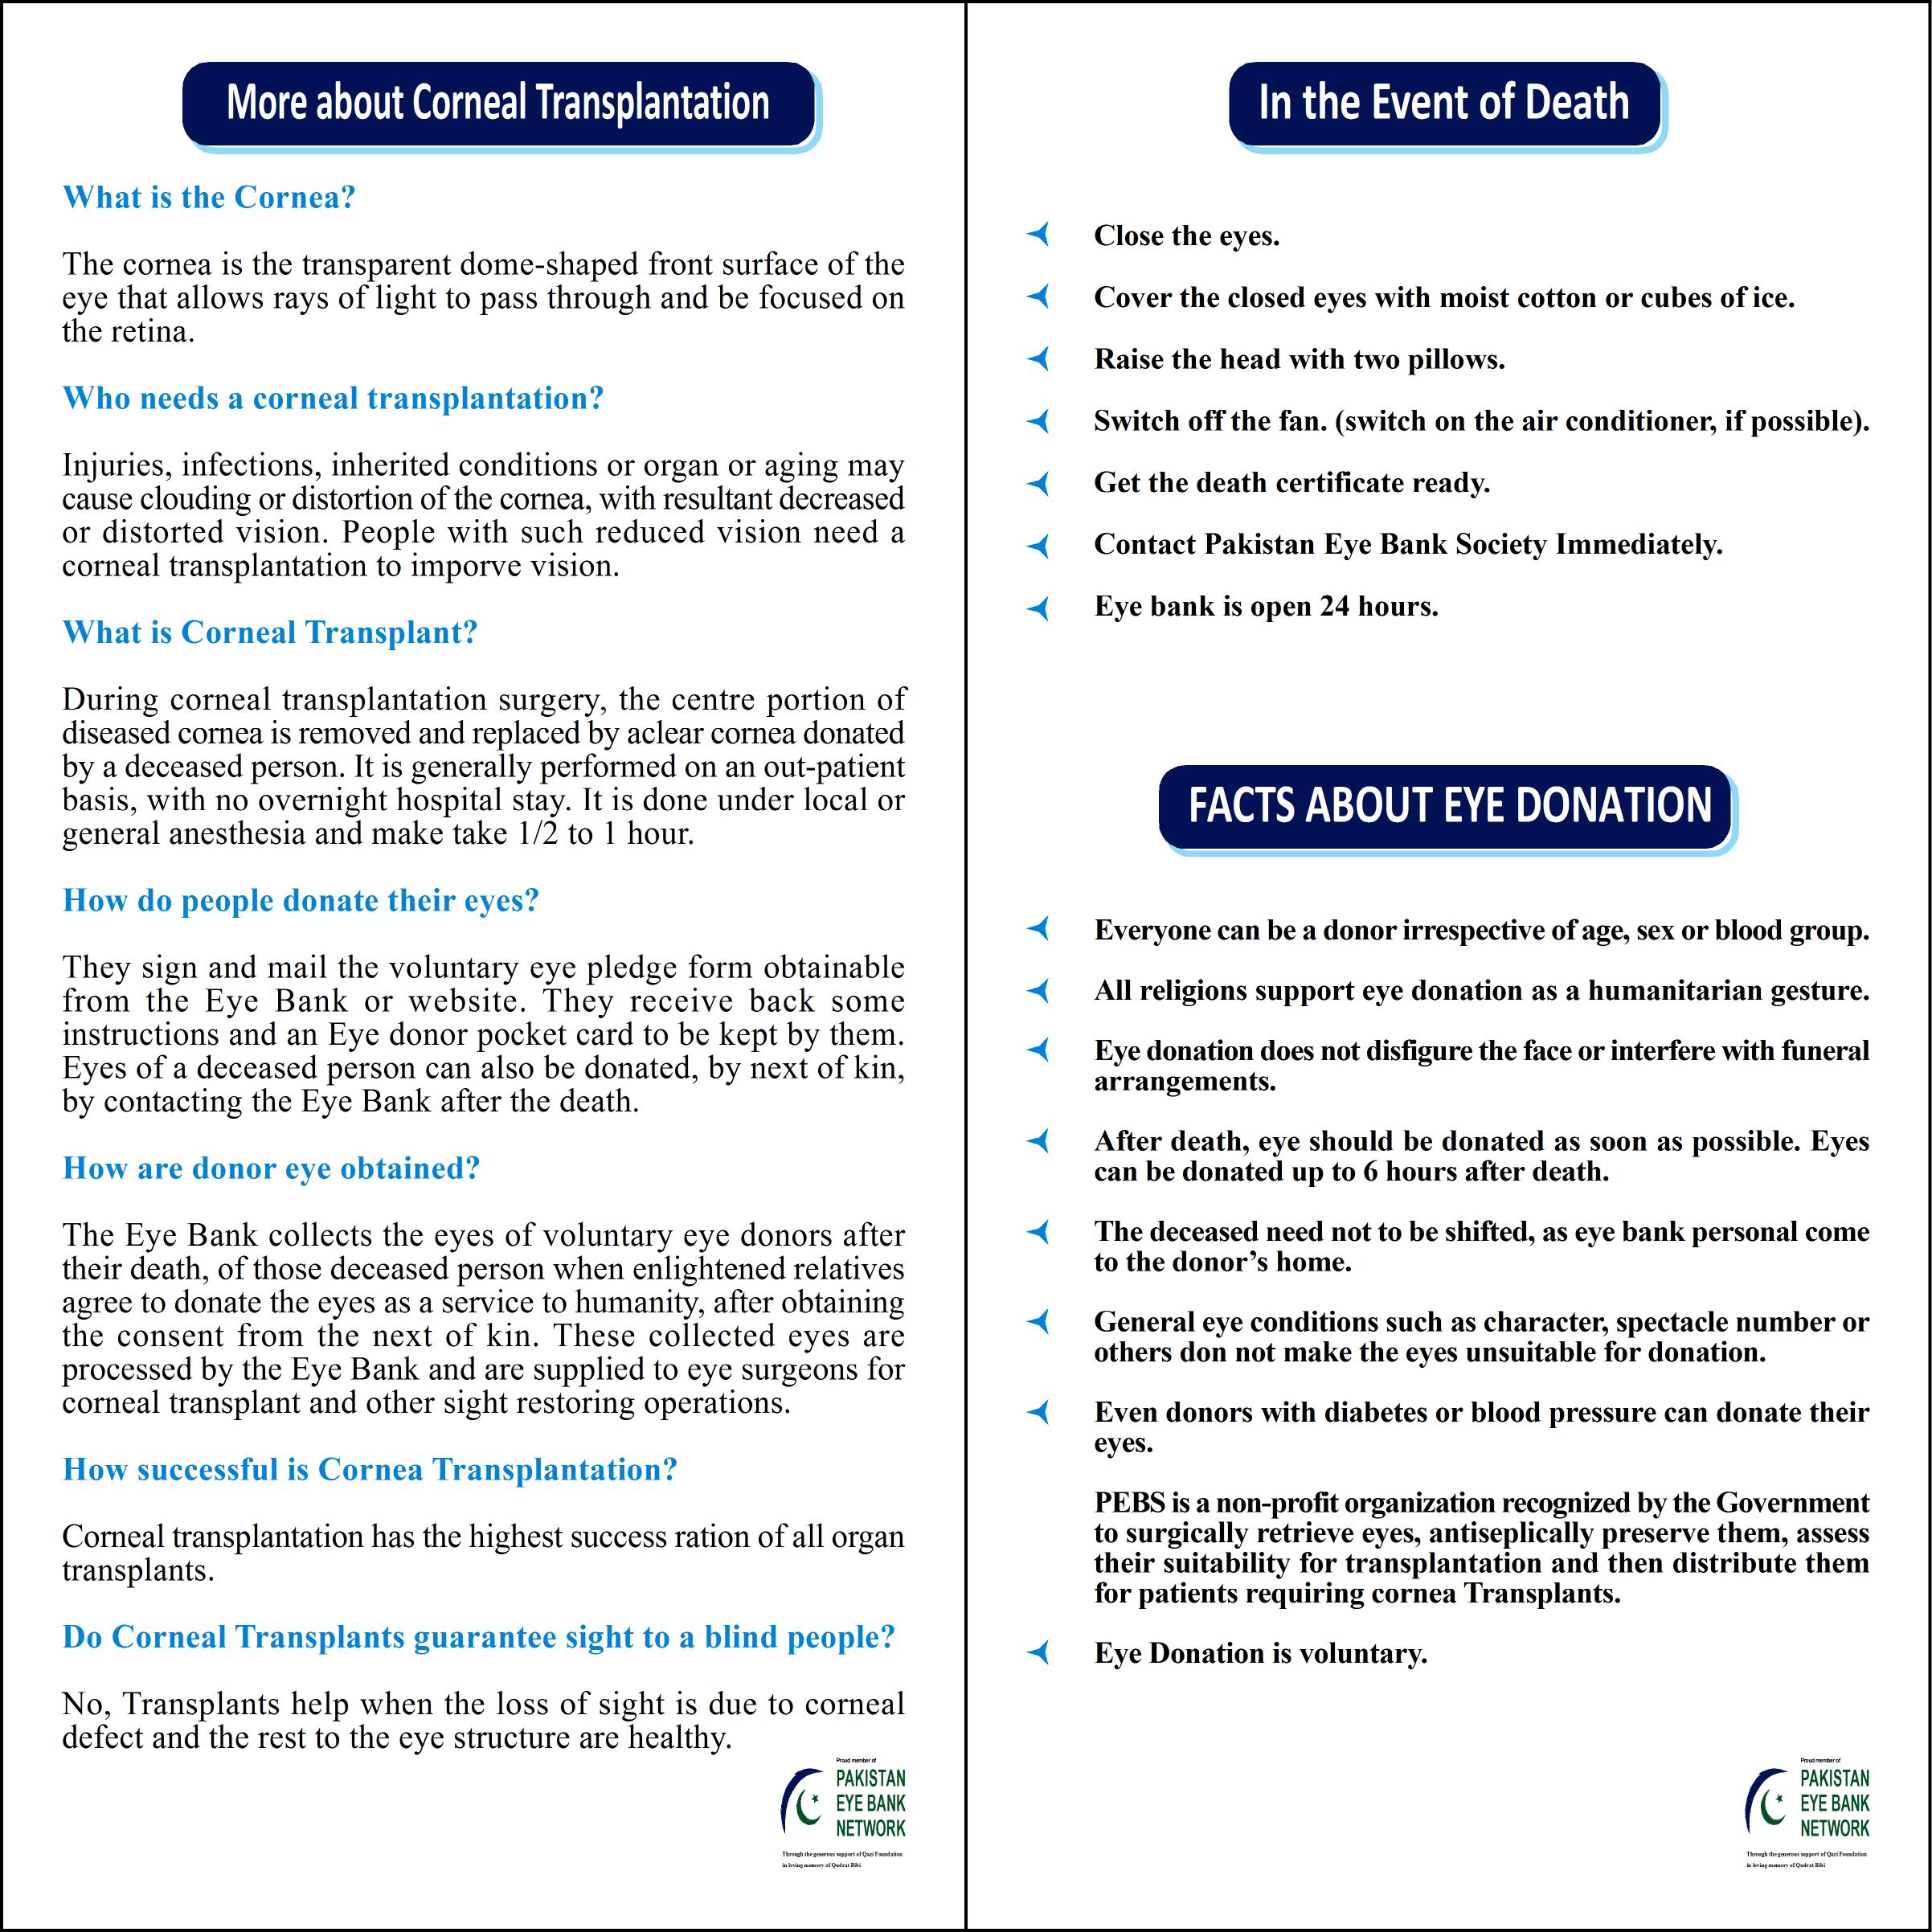 More about Corneal Transplantation
What is the Cornea?
The cornea is the transparent dome-shaped front surface of the
eye that allows rays of light to pass through and be focused on
the retina.
Who needs a corneal transplantation?
Injuries, infections, inherited conditions or organ or aging may
cause clouding or distortion of the cornea, with resultant decreased
or distorted vision. People with such reduced vision need a
corneal transplantation to imporve vision.
What is Corneal Transplant?
During corneal transplantation surgery, the centre portion of
diseased cornea is removed and replaced by aclear cornea donated
by a deceased person. It is generally performed on an out-patient
basis, with no overnight hospital stay. It is done under local or
general anesthesia and make take 1/2 to 1 hour.
How do people donate their eyes?
They sign and mail the voluntary eye pledge form obtainable
from the Eye Bank or website. They receive back some
instructions and an Eye donor pocket card to be kept by them.
Eyes of a deceased person can also be donated, by next of kin,
by contacting the Eye Bank after the death.
How are donor eye obtained?
The Eye Bank collects the eyes of voluntary eye donors after
their death, of those deceased person when enlightened relatives
agree to donate the eyes as a service to humanity, after obtaining
the consent from the next of kin. These collected eyes are
processed by the Eye Bank and are supplied to eye surgeons for
corneal transplant and other sight restoring operations.
How successful is Cornea Transplantation?
Corneal transplantation has the highest success ration of all organ
transplants.
Do Corneal Transplants guarantee sight to a blind people?
No, Transplants help when the loss of sight is due to corneal
defect and the rest to the eye structure are healthy.
Proud member of
PAKISTAN
EYE BANK
NETWORK
Through the generous support of Qazi Foundation
in loving memory of Qudrat Bibi
In the Event of Death
Close the eyes.
Cover the closed eyes with moist cotton or cubes of ice.
Raise the head with two pillows.
Switch off the fan. (switch on the air conditioner, if possible).
Get the death certificate ready.
Contact Pakistan Eye Bank Society Immediately.
Eye bank is open 24 hours.
FACTS ABOUT EYE DONATION
Everyone can be a donor irrespective of age, sex or blood group.
All religions support eye donation as a humanitarian gesture.
Eye donation does not disfigure the face or interfere with funeral
arrangements.
After death, eye should be donated as soon as possible. Eyes
can be donated up to 6 hours after death.
The deceased need not to be shifted, as eye bank personal come
to the donor’s home.
General eye conditions such as character, spectacle number or
others don not make the eyes unsuitable for donation.
Even donors with diabetes or blood pressure can donate their
eyes.
PEBS is a non-profit organization recognized by the Government
to surgically retrieve eyes, antiseplically preserve them, assess
their suitability for transplantation and then distribute them
for patients requiring cornea Transplants.
Eye Donation is voluntary.
Proud member of
PAKISTAN
EYE BANK
NETWORK
Through the generous support of Qazi Foundation
in loving memory of Qudrat Bibi